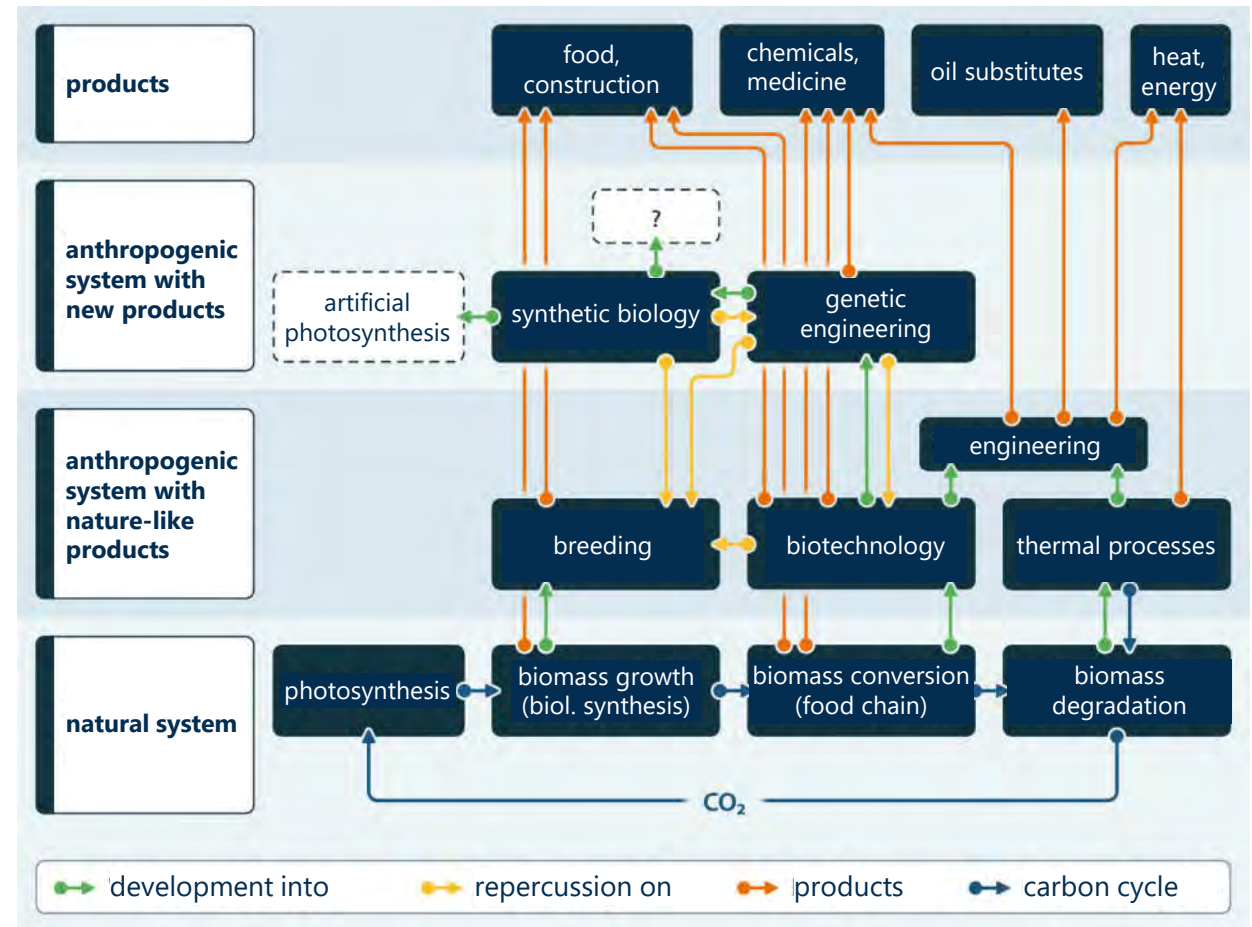 products
food,
construction
chemicals,
medicine
oil substitutes
heat,
energy
anthropogenic
system with
new products
?
artificial
photosynthesis
synthetic biology
genetic
engineering
anthropogenic
system with
nature-like
products
engineering
breeding
biotechnology
thermal processes
natural system
photosynthesis
biomass growth
(biol. synthesis)
biomass conversion
(food chain)
biomass
degradation
CO₂
development into
repercussion on
products
carbon cycle